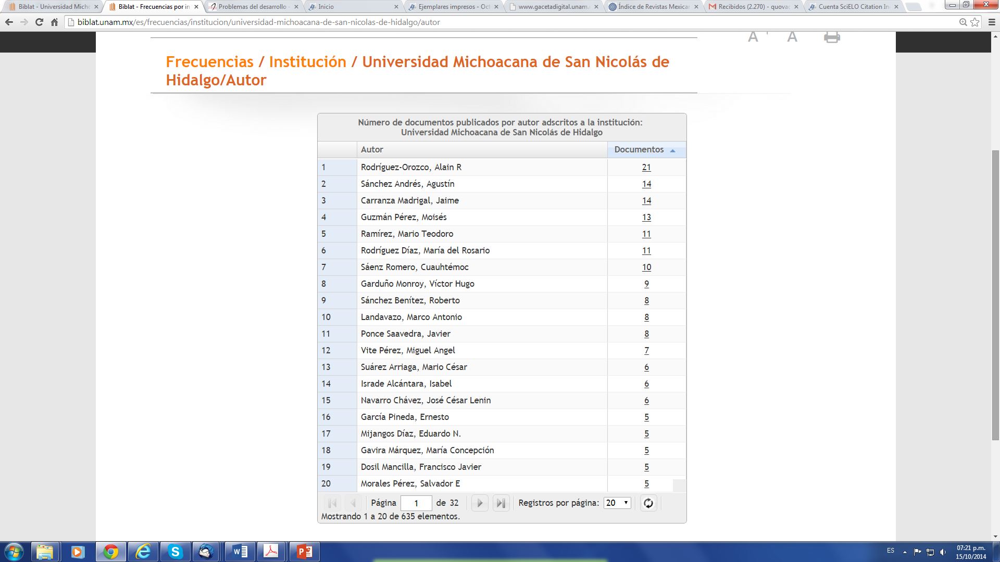 Biblat - Universidad Mich
Biblat - Frecuencias por in
Problemas del desarrollo
Inicio
Ejemplares impresos - Oct
www.gacetadigital.unam.
Índice de Revistas Mexican
Recibidos (2.270) - quovad
Cuenta SciELO Citation In
biblat.unam.mx/es/frecuencias/institucion/universidad-michoacana-de-san-nicolas-de-hidalgo/autor
A A
Frecuencias / Institución / Universidad Michoacana de San Nicolás de
Hidalgo/Autor
Número de documentos publicados por autor adscritos a la institución:
Universidad Michoacana de San Nicolás de Hidalgo
Autor Documentos
1 Rodríguez-Orozco, Alain R 21
2 Sánchez Andrés, Agustín 14
3 Carranza Madrigal, Jaime 14
4 Guzmán Pérez, Moisés 13
5 Ramírez, Mario Teodoro 11
6 Rodríguez Díaz, María del Rosario 11
7 Sáenz Romero, Cuauhtémoc 10
8 Garduño Monroy, Víctor Hugo 9
9 Sánchez Benítez, Roberto 8
10 Landavazo, Marco Antonio 8
11 Ponce Saavedra, Javier 8
12 Vite Pérez, Miguel Angel 7
13 Suárez Arriaga, Mario César 6
14 Israde Alcántara, Isabel 6
15 Navarro Chávez, José César Lenin 6
16 García Pineda, Ernesto 5
17 Mijangos Díaz, Eduardo N. 5
18 Gavira Márquez, María Concepción 5
19 Dosil Mancilla, Francisco Javier 5
20 Morales Pérez, Salvador E 5
Página 1 de 32 Registros por página: 20
Mostrando 1 a 20 de 635 elementos.
ES
07:21 p.m.
15/10/2014